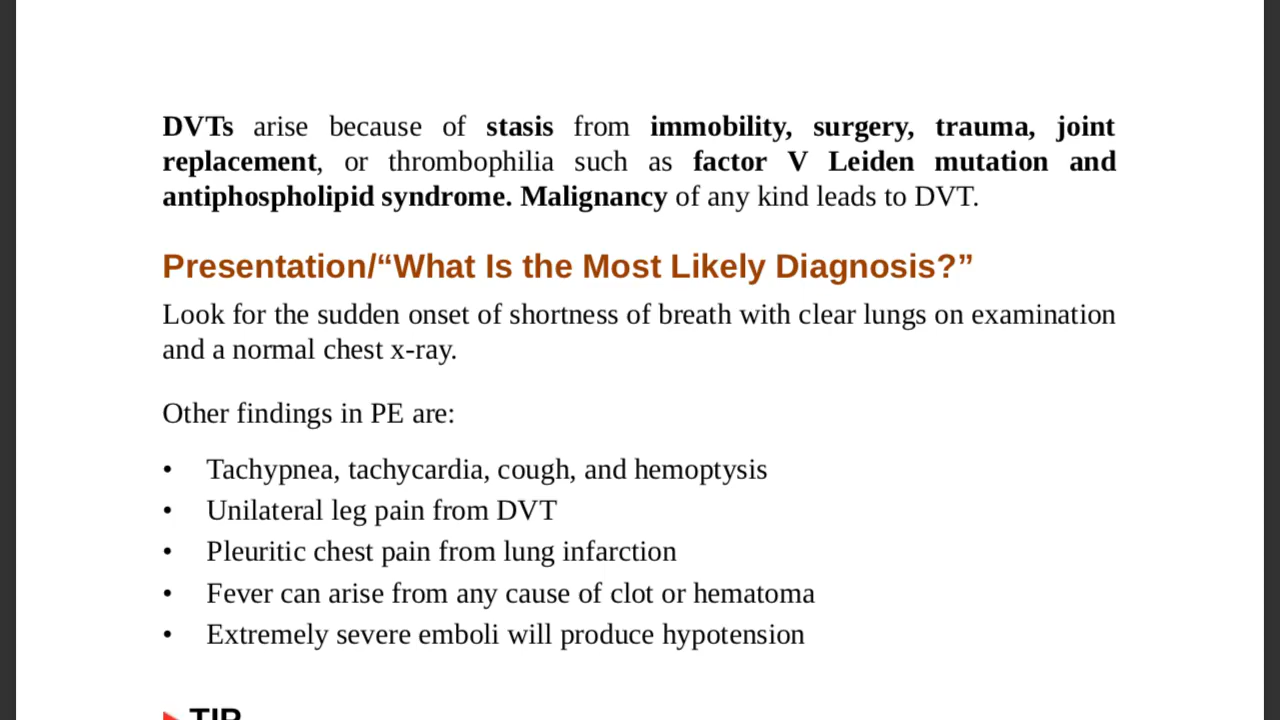 DVTs arise because of stasis from immobility, surgery, trauma, joint
replacement, or thrombophilia such as factor V Leiden mutation and
antiphospholipid syndrome. Malignancy of any kind leads to DVT.
Presentation/“What Is the Most Likely Diagnosis?”
Look for the sudden onset of shortness of breath with clear lungs on examination
and a normal chest x-ray.
Other findings in PE are:
• Tachypnea, tachycardia, cough, and hemoptysis
• Unilateral leg pain from DVT
• Pleuritic chest pain from lung infarction
• Fever can arise from any cause of clot or hematoma
• Extremely severe emboli will produce hypotension
TIP